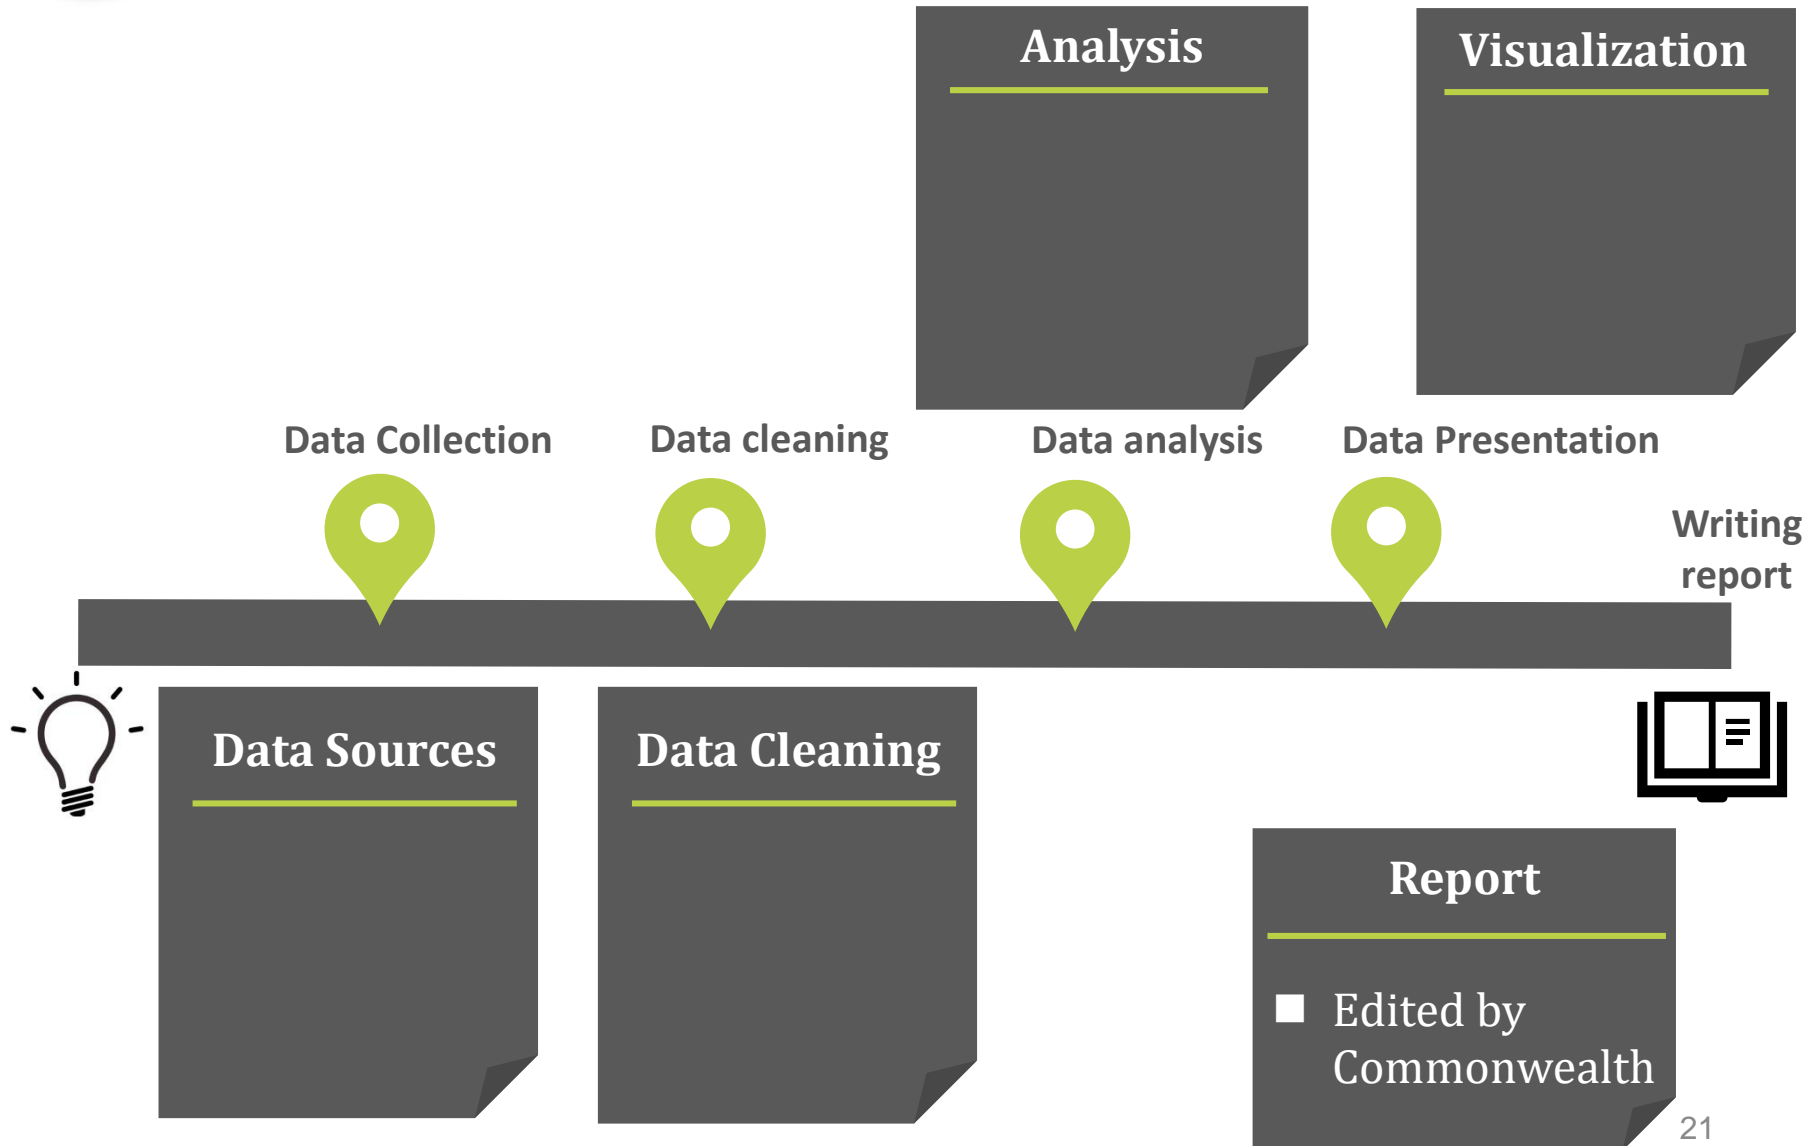 Analysis
Visualization
Data Collection
Data cleaning
Data analysis
Data Presentation
Writing
report
Data Sources
Data Cleaning
Report
■ Edited by
Commonwealth
21